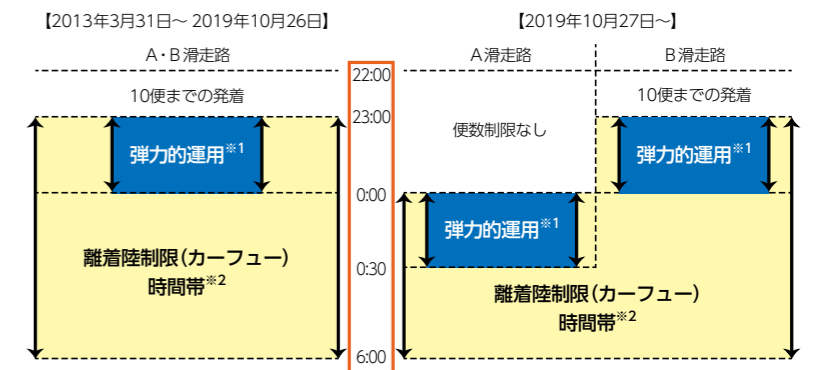 【2013年3月31日～ 2019年10月26日】
A・B 滑走路
10便までの発着
弾力的運用※1
離着陸制限（カーフュー）
時間帯※2
22:00
23:00
0:00
0:30
6:00
【2019年10月27日～】
A 滑走路
B 滑走路
便数制限なし
10便までの発着
弾力的運用※1
弾力的運用※1
離着陸制限（カーフュー）
時間帯※2